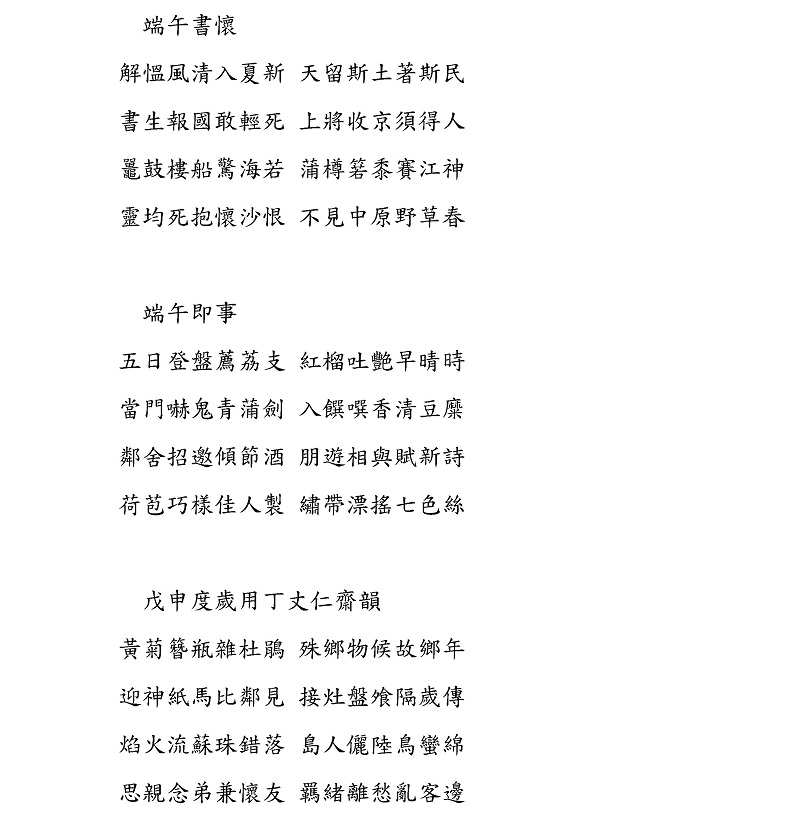 端午書懷
解慍風清入夏新 天留斯土著斯民
書生報國敢輕死 上將收京須得人
鼉鼓樓船驚海若 蒲樽箬黍賽江神
靈均死抱懷沙恨 不見中原野草春
端午即事
五日登盤薦荔支 紅榴吐艷早晴時
當門嚇鬼青蒲劍 入饌噀香清豆糜
鄰舍招邀傾節酒 朋遊相與賦新詩
荷苞巧樣佳人製 繡帶漂搖七色絲
戊申度歲用丁丈仁齋韻
黃菊簪瓶雜杜鵑 殊鄉物候故鄉年
迎神紙馬比鄰見 接灶盤飧隔歲傳
焰火流蘇珠錯落 島人儷陸鳥蠻綿
思親念弟兼懷友 羈緒離愁亂客邊